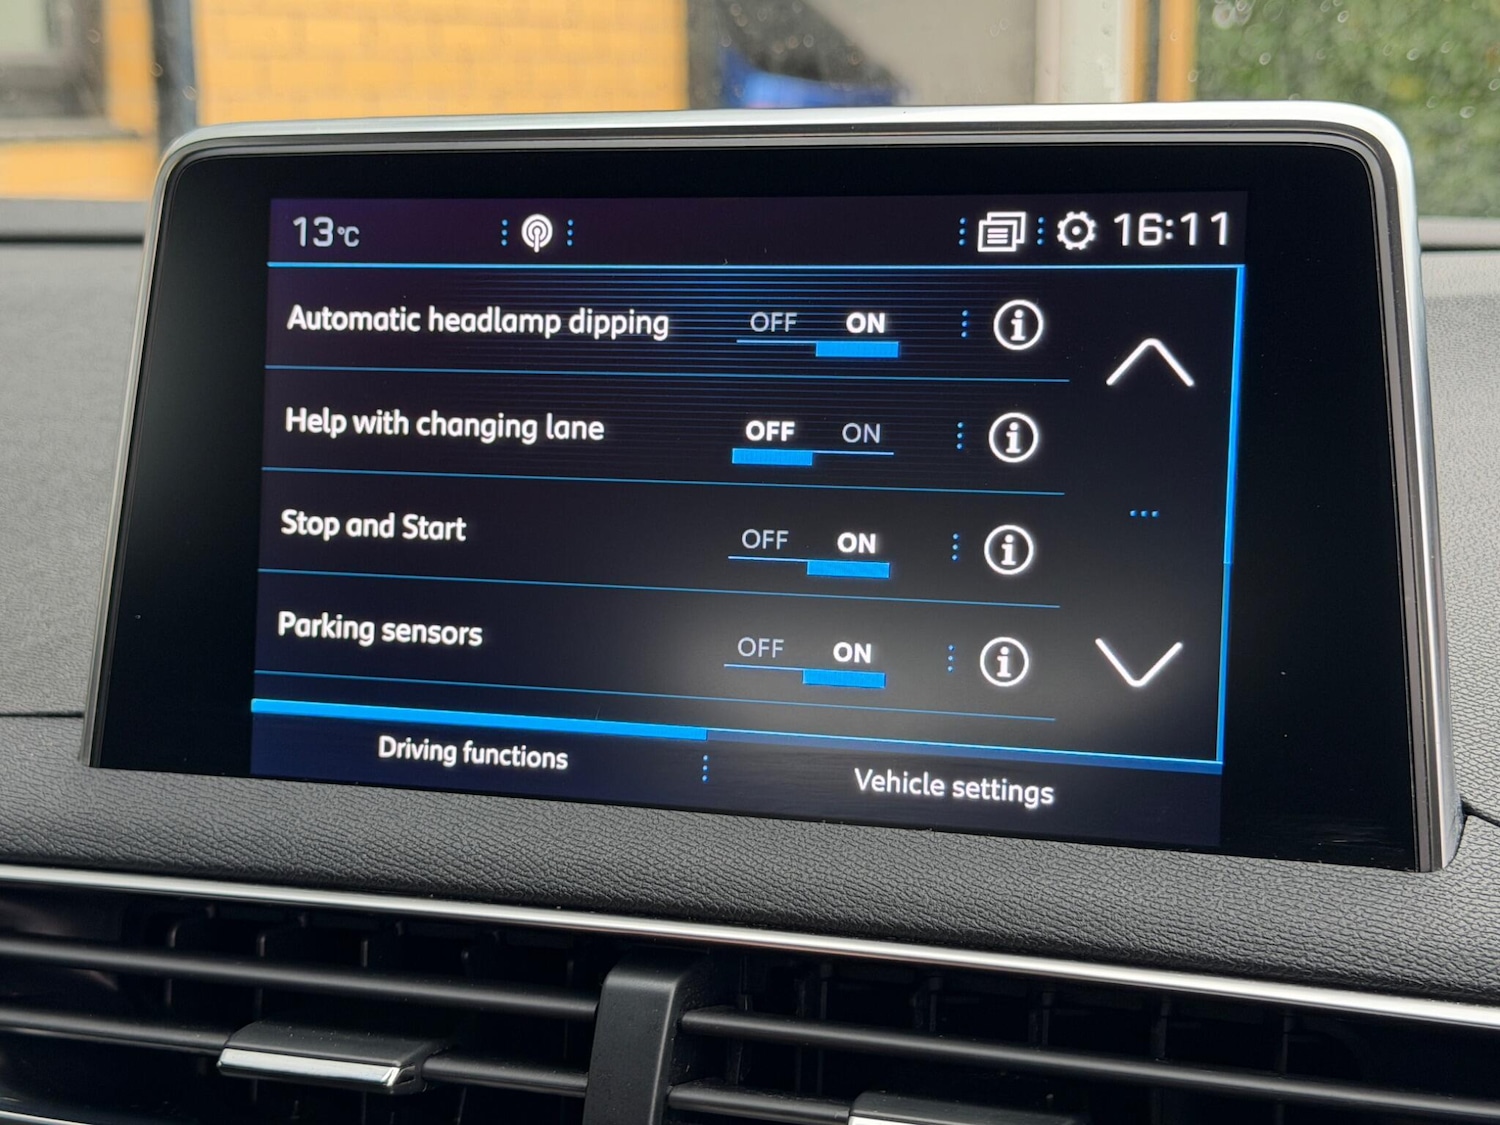 13°C 16:11
Automatic headlamp dipping OFF ON
Help with changing lane OFF ON
Stop and Start OFF ON
Parking sensors OFF ON
Driving functions Vehicle settings